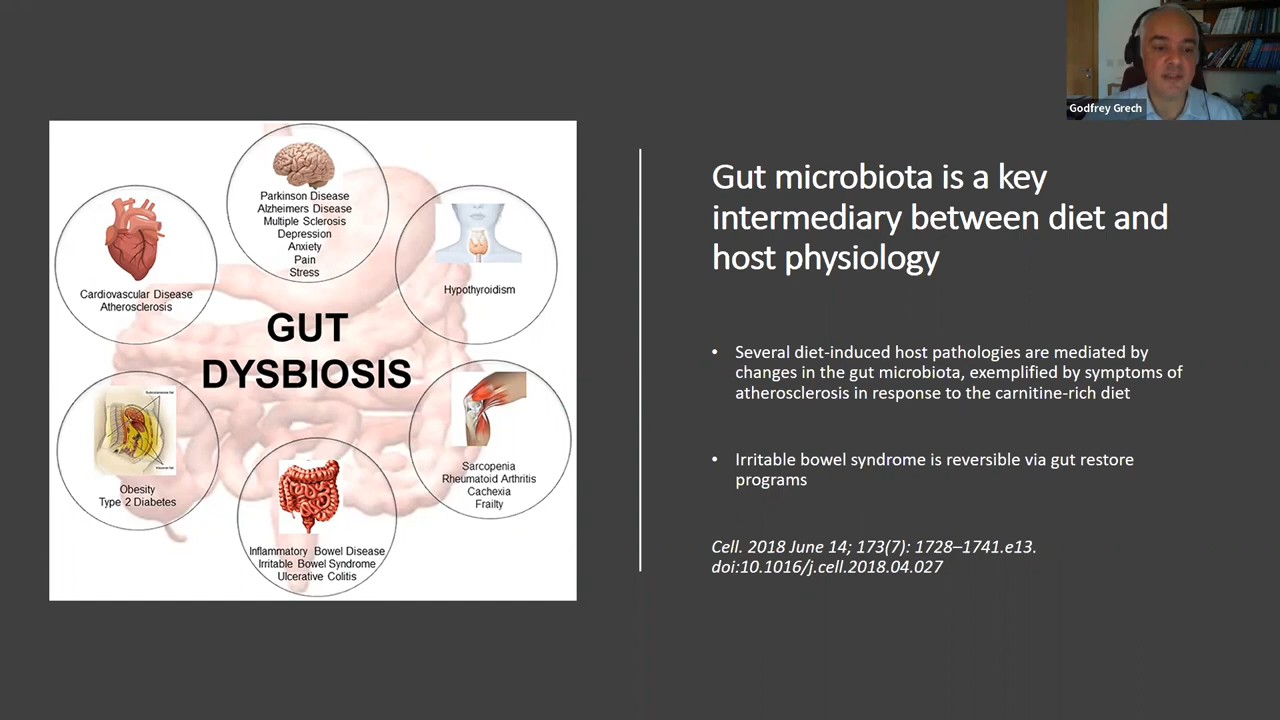 Godfrey Grech
Parkinson Disease
Alzheimers Disease
Multiple Sclerosis
Depression
Anxiety
Pain
Stress
Cardiovascular Disease
Atherosclerosis
Hypothyroidism
GUT
DYSBIOSIS
Obesity
Type 2 Diabetes
Sarcopenia
Rheumatoid Arthritis
Cachexia
Frailty
Inflammatory Bowel Disease
Irritable Bowel Syndrome
Ulcerative Colitis
Gut microbiota is a key
intermediary between diet and
host physiology
• Several diet-induced host pathologies are mediated by
changes in the gut microbiota, exemplified by symptoms of
atherosclerosis in response to the carnitine-rich diet
• Irritable bowel syndrome is reversible via gut restore
programs
Cell. 2018 June 14; 173(7): 1728–1741.e13.
doi:10.1016/j.cell.2018.04.027